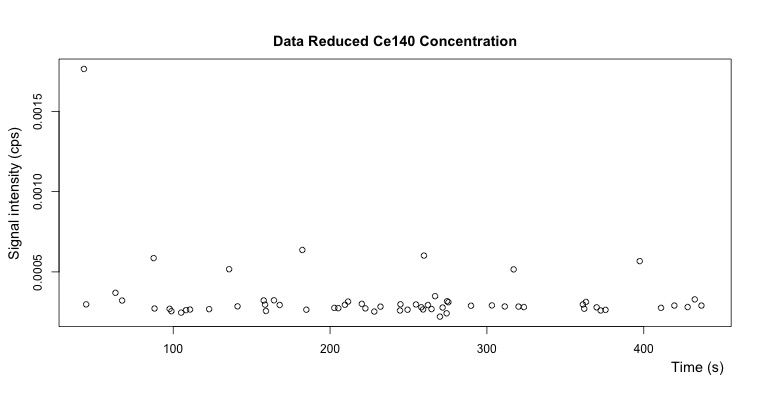 Data Reduced Ce140 Concentration
Signal intensity (cps)
0.0015
0.0010
0.0005
100 200 300 400
Time (s)